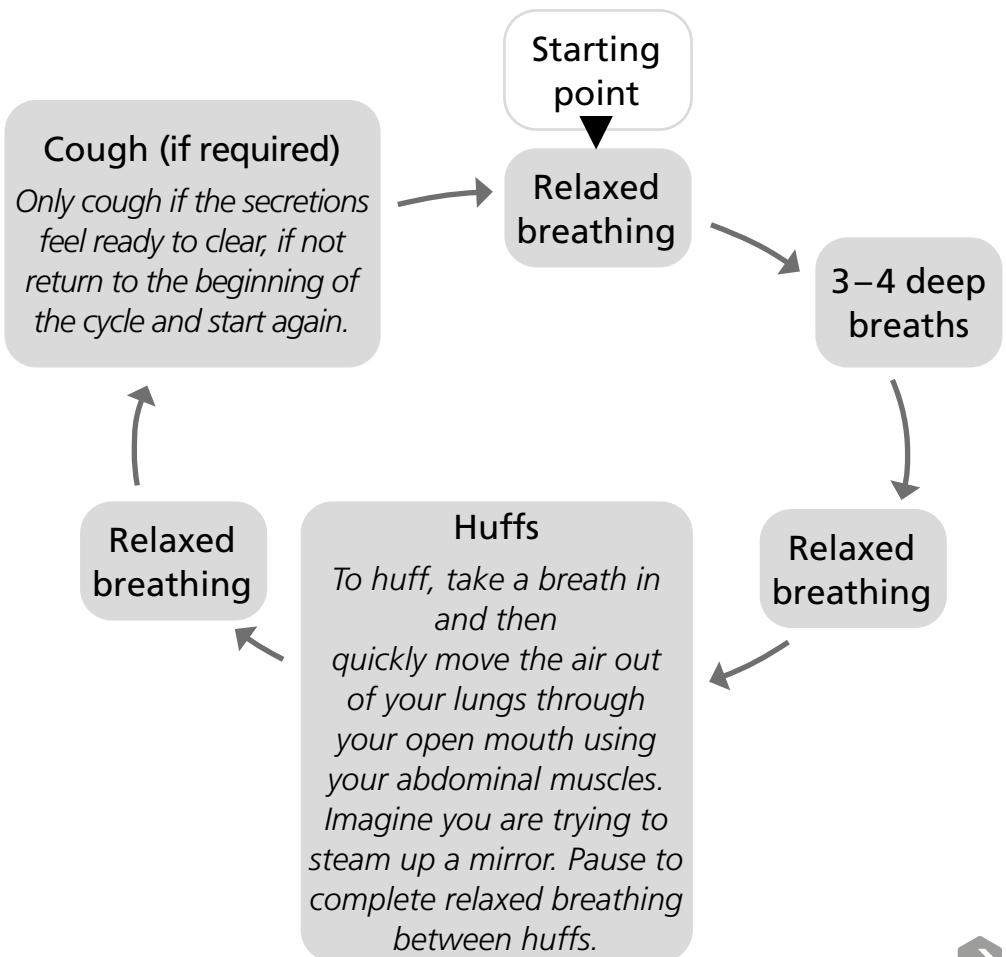 Starting
point
Relaxed
breathing
3–4 deep
breaths
Relaxed
breathing
Huffs
To huff, take a breath in
and then
quickly move the air out
of your lungs through
your open mouth using
your abdominal muscles.
Imagine you are trying to
steam up a mirror. Pause to
complete relaxed breathing
between huffs.
Relaxed
breathing
Cough (if required)
Only cough if the secretions
feel ready to clear, if not
return to the beginning of
the cycle and start again.